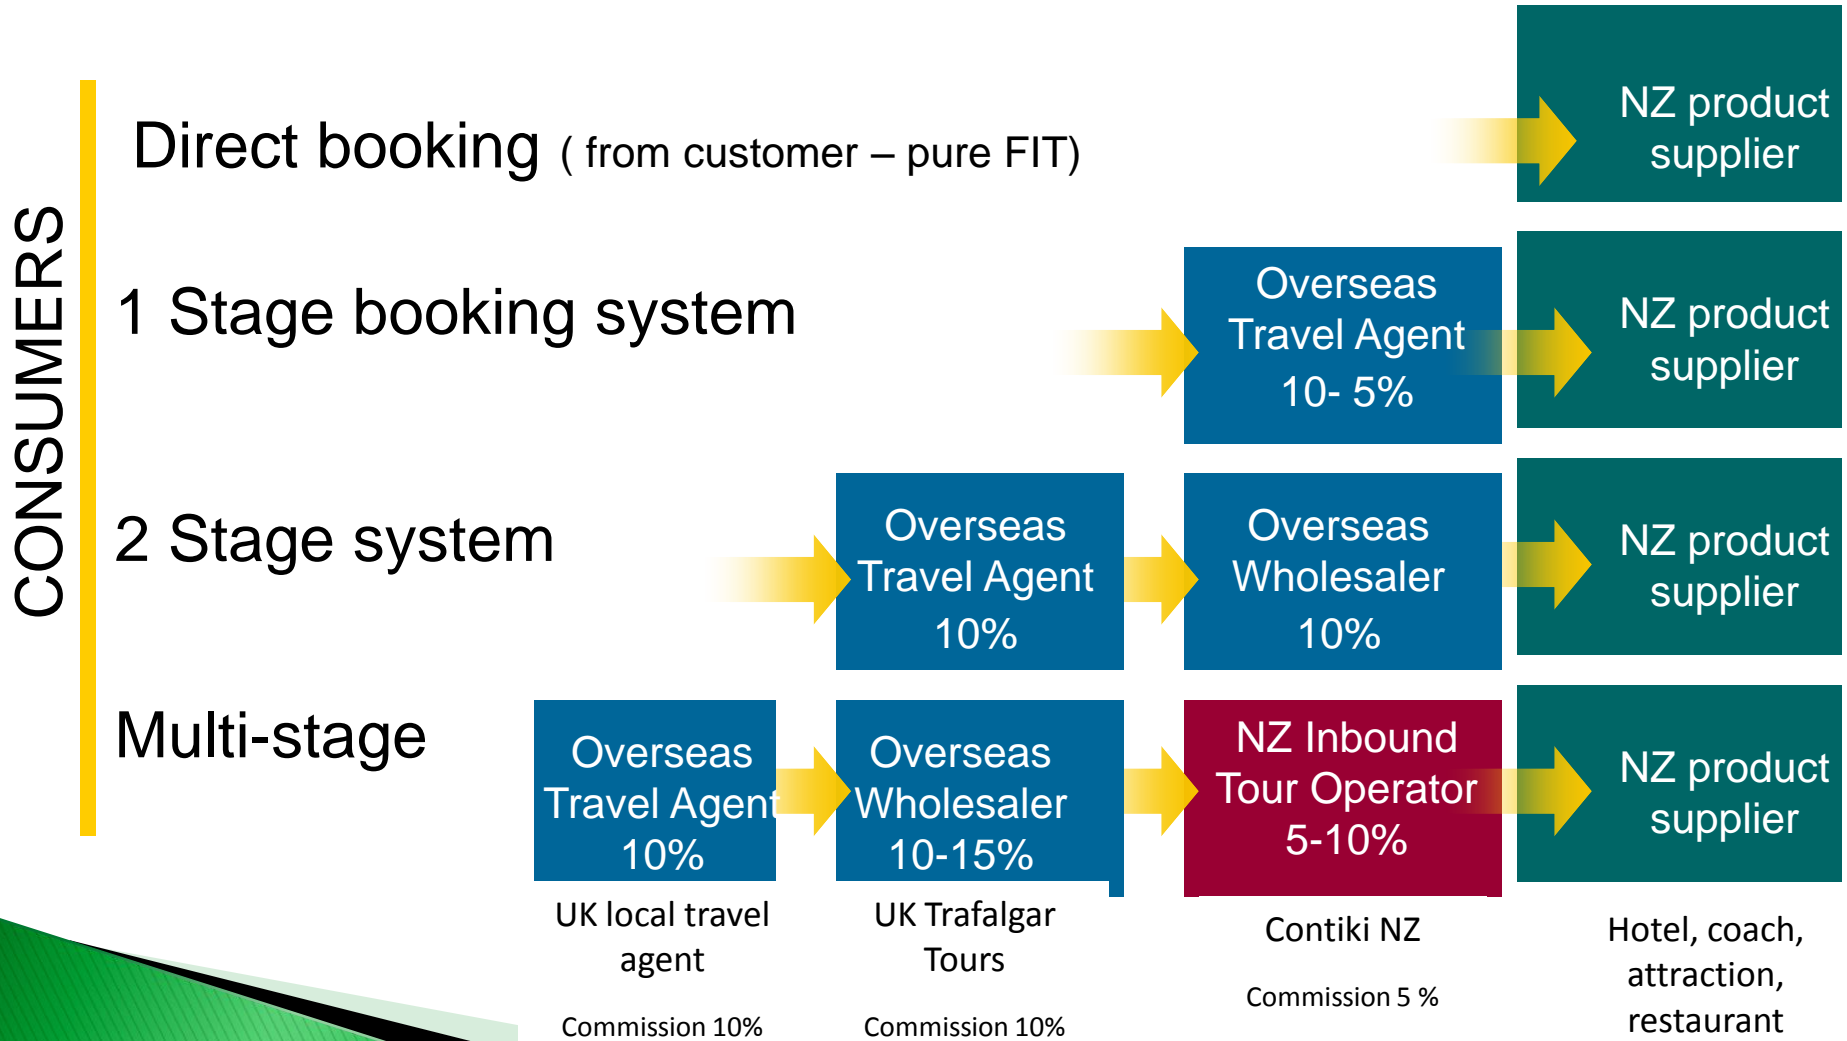 CONSUMERS
Direct booking ( from customer – pure FIT)
NZ product
supplier
1 Stage booking system
Overseas
Travel Agent
10- 5%
NZ product
supplier
2 Stage system
Overseas
Travel Agent
10%
Overseas
Wholesaler
10%
NZ product
supplier
Multi-stage
Overseas
Travel Agent
10%
Overseas
Wholesaler
10-15%
NZ Inbound
Tour Operator
5-10%
NZ product
supplier
UK local travel
agent
Commission 10%
UK Trafalgar
Tours
Commission 10%
Contiki NZ
Commission 5 %
Hotel, coach,
attraction,
restaurant